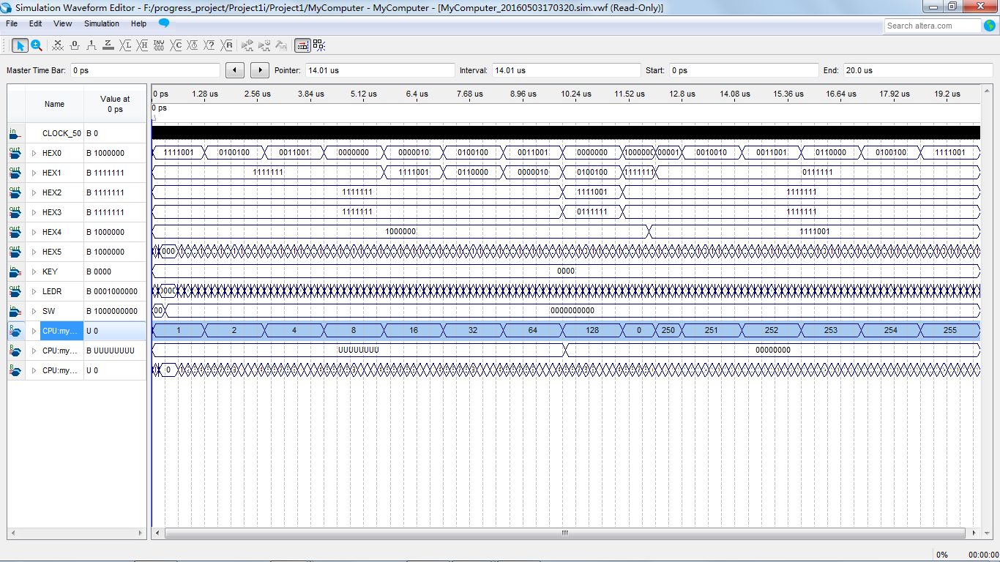 Simulation Waveform Editor - F:/progress_project/Project1i/Project1/MyComputer - MyComputer - [MyComputer_20160503170320.sim.vwf (Read-Only)]
File Edit View Simulation Help
Search altera.com
Master Time Bar: 0 ps Pointer: 14.01 us Interval: 14.01 us Start: 0 ps End: 20.0 us
Name Value at 0 ps
0 ps 1.28 us 2.56 us 3.84 us 5.12 us 6.4 us 7.68 us 8.96 us 10.24 us 11.52 us 12.8 us 14.08 us 15.36 us 16.64 us 17.92 us 19.2 us
0 ps
CLOCK_50 B 0
HEX0 B 1000000 1111001 0100100 0011001 0000000 0000010 0100100 0011001 0000000 1000000 00001 0010010 0011001 0110000 0100100 1111001
HEX1 B 1111111 1111111 1111001 0110000 0000010 0100100 1111111 0111111
HEX2 B 1111111 1111111 1111001 1111111
HEX3 B 1111111 1111111 0111111 1111111
HEX4 B 1000000 1000000 1111001
HEX5 B 1000000 000
KEY B 0000 0000
LEDR B 0001000000
SW B 1000000000 00 0000000000
CPU:my... U 0 1 2 4 8 16 32 64 128 0 250 251 252 253 254 255
CPU:my... B UUUUUUUU UUUUUUUU 00000000
CPU:my... U 0 0
0% 00:00:00